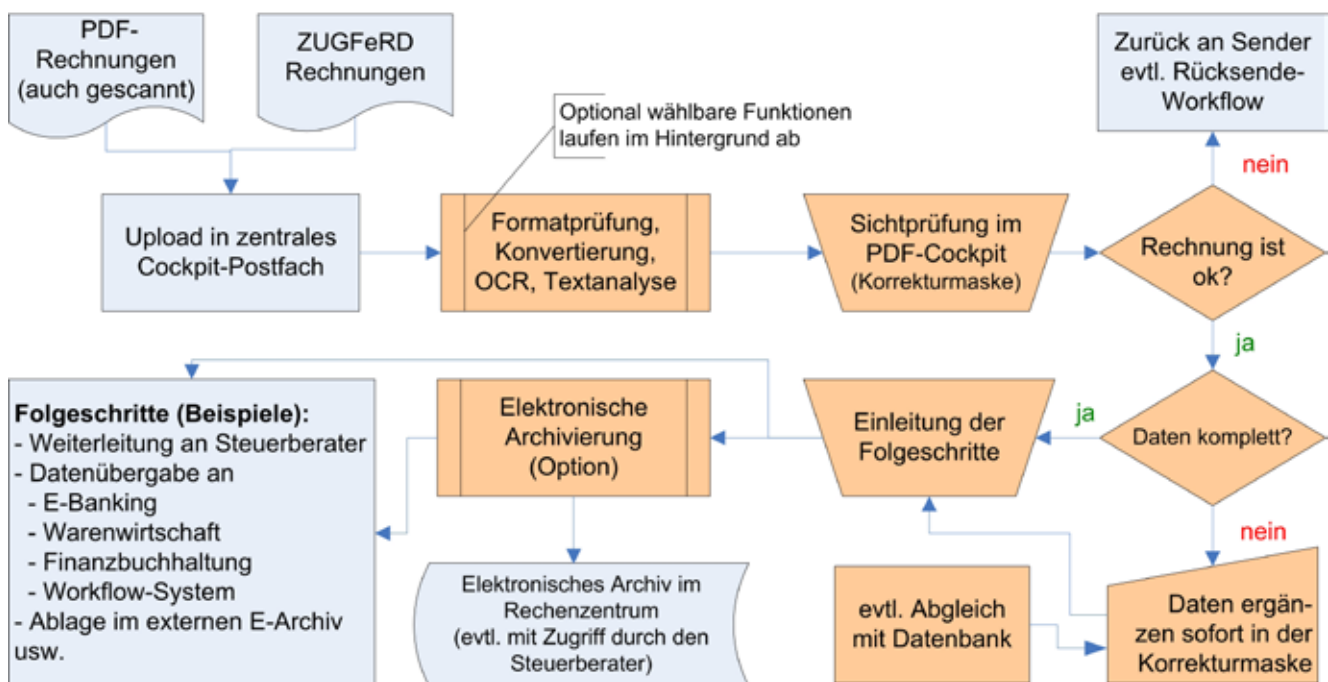 PDF-
Rechnungen
(auch gescannt)
ZUGFeRD
Rechnungen
Optional wählbare Funktionen
laufen im Hintergrund ab
Zurück an Sender
evtl. Rücksende-
Workflow
nein
Upload in zentrales
Cockpit-Postfach
Formatprüfung,
Konvertierung,
OCR, Textanalyse
Sichtprüfung im
PDF-Cockpit
(Korrekturmaske)
Rechnung ist
ok?
ja
Folgeschritte (Beispiele):
- Weiterleitung an Steuerberater
- Datenübergabe an
- E-Banking
- Warenwirtschaft
- Finanzbuchhaltung
- Workflow-System
- Ablage im externen E-Archiv
usw.
Elektronische
Archivierung
(Option)
Einleitung der
Folgeschritte
ja
Daten komplett?
nein
Elektronisches Archiv im
Rechenzentrum
(evtl. mit Zugriff durch den
Steuerberater)
evtl. Abgleich
mit Datenbank
Daten ergän-
zen sofort in der
Korrekturmaske